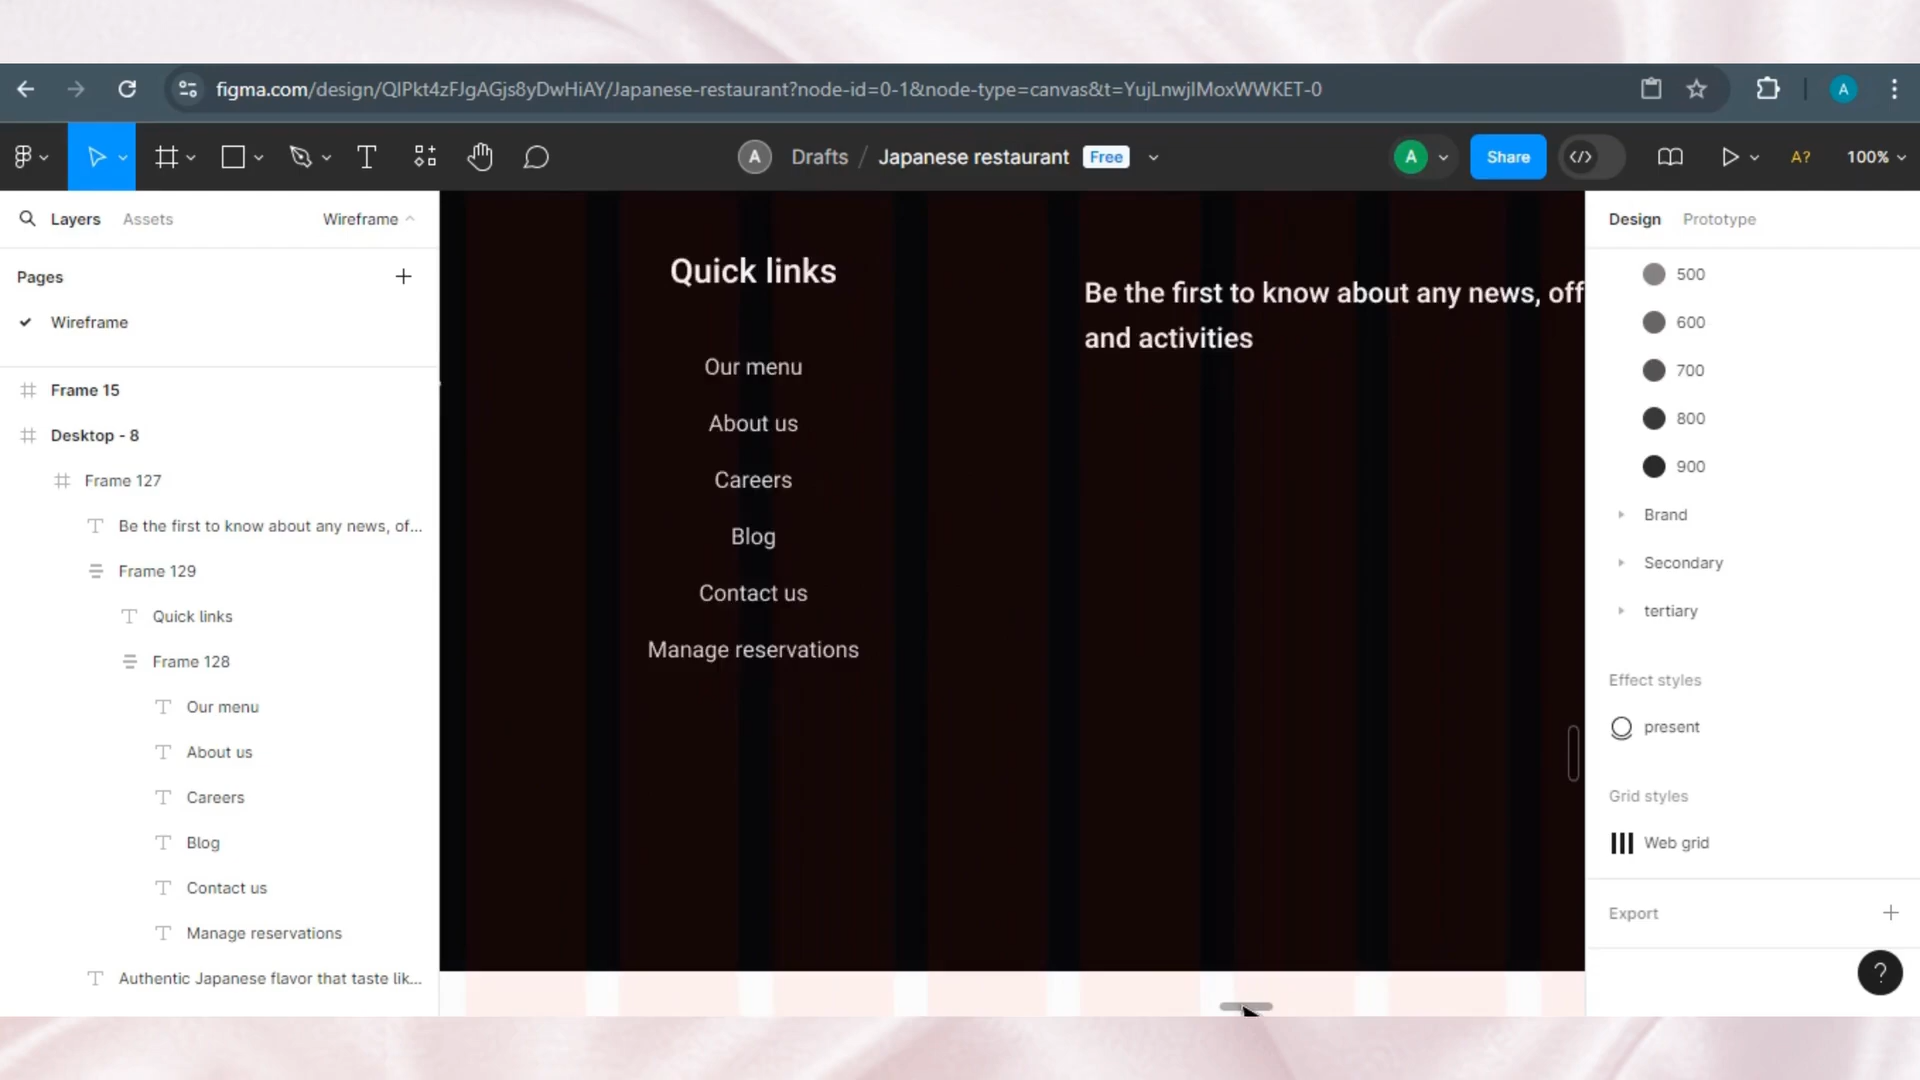 figma.com/design/QIPkt4zFJgAGjs8yDwHiAY/Japanese-restaurant?node-id=0-1&node-type=canvas&t=YujLnwjIMoxWWKET-0
A
A
Drafts / Japanese restaurant Free
A
Share
A?
100%
Layers
Assets
Wireframe
Pages
Wireframe
Frame 15
Desktop - 8
Frame 127
Be the first to know about any news, of...
Frame 129
Quick links
Frame 128
Our menu
About us
Careers
Blog
Contact us
Manage reservations
Authentic Japanese flavor that taste lik...
Quick links
Our menu
About us
Careers
Blog
Contact us
Manage reservations
Be the first to know about any news, off
and activities
Design
Prototype
500
600
700
800
900
Brand
Secondary
tertiary
Effect styles
present
Grid styles
Web grid
Export
?